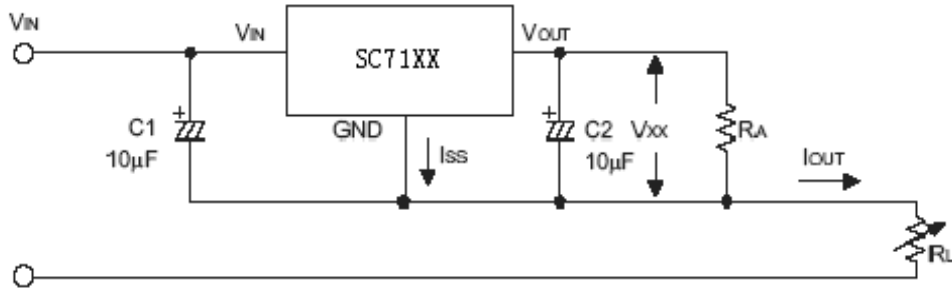 VIN
VIN
SC71XX
VOUT
C1
10μF
GND
ISS
C2
10μF
VXX
RA
IOUT
RL